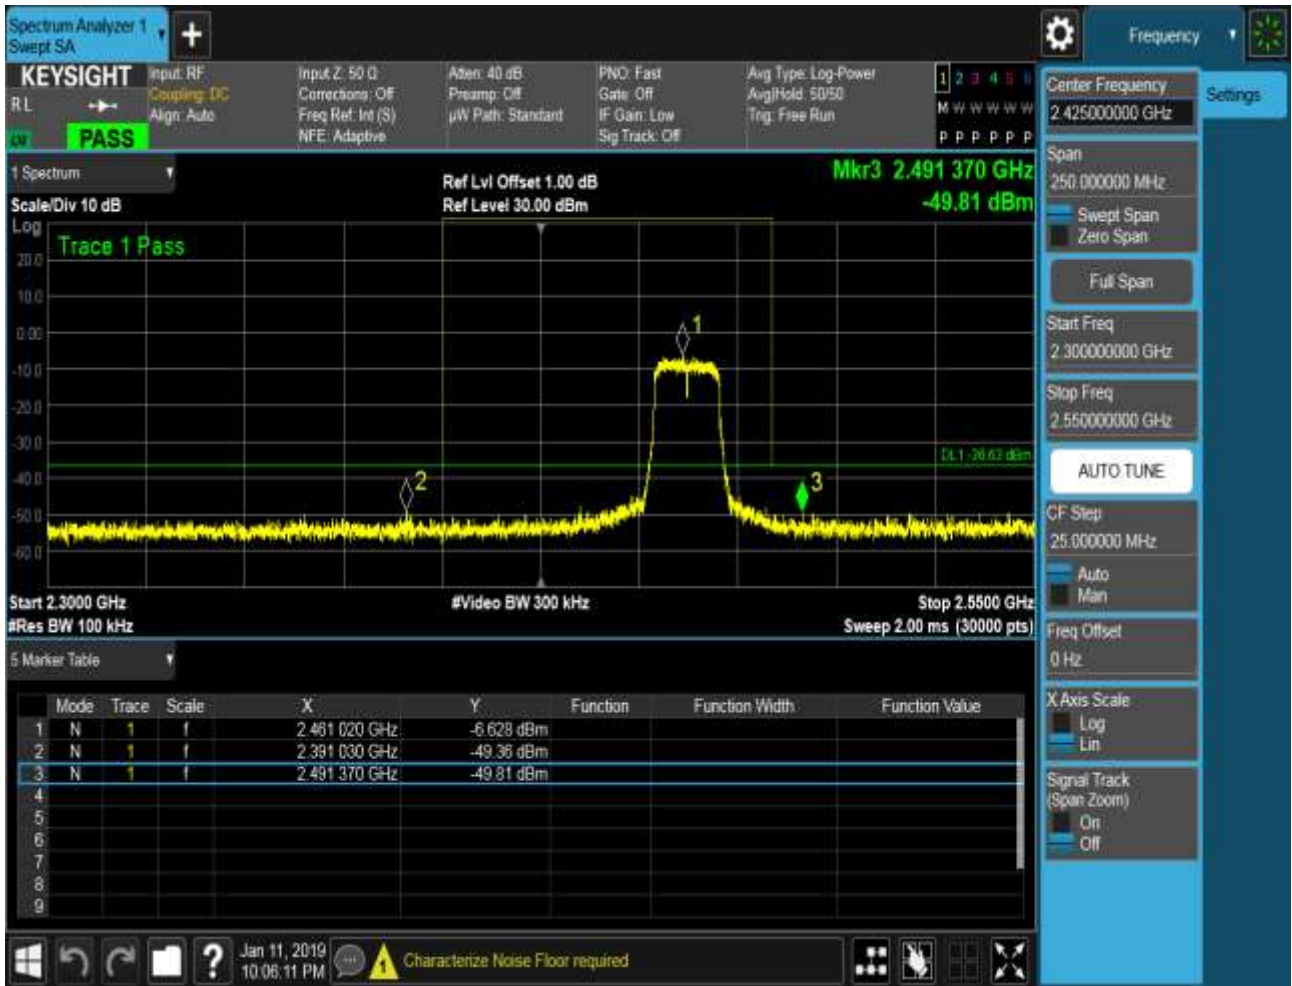 Spectrum Analyzer 1
Swept SA
+
Frequency
KEYSIGHT
RL
PASS
Input: RF
Coupling: DC
Align: Auto
Input Z: 50 Ω
Corrections: Off
Freq Ref: Int (S)
NFE: Adaptive
Atten: 40 dB
Preamp: Off
µW Path: Standard
PNO: Fast
Gate: Off
IF Gain: Low
Sig Track: Off
Avg Type: Log-Power
Avg|Hold: 50/50
Trig: Free Run
1 2 3 4 5 6
M W W W W W
P P P P P P
1 Spectrum
Scale/Div 10 dB
Ref Lvl Offset 1.00 dB
Ref Level 30.00 dBm
Mkr3 2.491 370 GHz
-49.81 dBm
Log
Trace 1 Pass
20.0
10.0
0.00
-10.0
-20.0
-30.0
-40.0
-50.0
-60.0
1
2
3
DL1 -36.63 dBm
Start 2.3000 GHz
#Video BW 300 kHz
Stop 2.5500 GHz
#Res BW 100 kHz
Sweep 2.00 ms (30000 pts)
5 Marker Table
Mode Trace Scale X Y Function Function Width Function Value
1 N 1 f 2.461 020 GHz -6.628 dBm
2 N 1 f 2.391 030 GHz -49.36 dBm
3 N 1 f 2.491 370 GHz -49.81 dBm
4
5
6
7
8
9
Center Frequency
2.425000000 GHz
Settings
Span
250.000000 MHz
Swept Span
Zero Span
Full Span
Start Freq
2.300000000 GHz
Stop Freq
2.550000000 GHz
AUTO TUNE
CF Step
25.000000 MHz
Auto
Man
Freq Offset
0 Hz
X Axis Scale
Log
Lin
Signal Track
(Span Zoom)
On
Off
?
Jan 11, 2019
10:06:11 PM
1
Characterize Noise Floor required